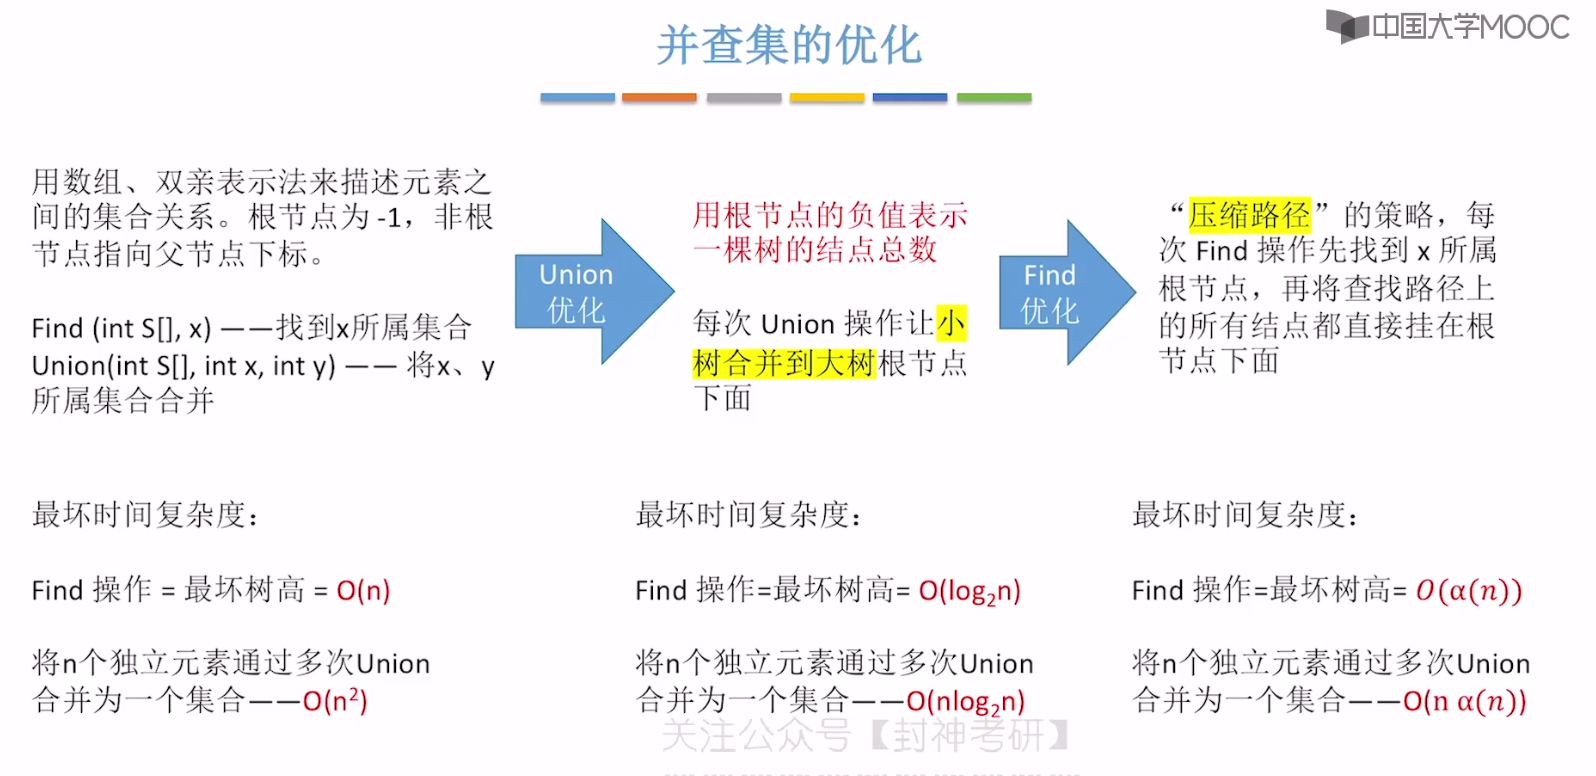 中国大学MOOC
并查集的优化
用数组、双亲表示法来描述元素之
间的集合关系。根节点为 -1，非根
节点指向父节点下标。
Find (int S[], x) ——找到x所属集合
Union(int S[], int x, int y) —— 将x、y
所属集合合并
Union
优化
用根节点的负值表示
一棵树的结点总数
每次 Union 操作让小
树合并到大树根节点
下面
Find
优化
“压缩路径”的策略，每
次 Find 操作先找到 x 所属
根节点，再将查找路径上
的所有结点都直接挂在根
节点下面
最坏时间复杂度：
Find 操作 = 最坏树高 = O(n)
将n个独立元素通过多次Union
合并为一个集合——O(n²)
最坏时间复杂度：
Find 操作=最坏树高= O(log₂n)
将n个独立元素通过多次Union
合并为一个集合——O(nlog₂n)
最坏时间复杂度：
Find 操作=最坏树高= O(α(n))
将n个独立元素通过多次Union
合并为一个集合——O(n α(n))
关注公众号【封神考研】